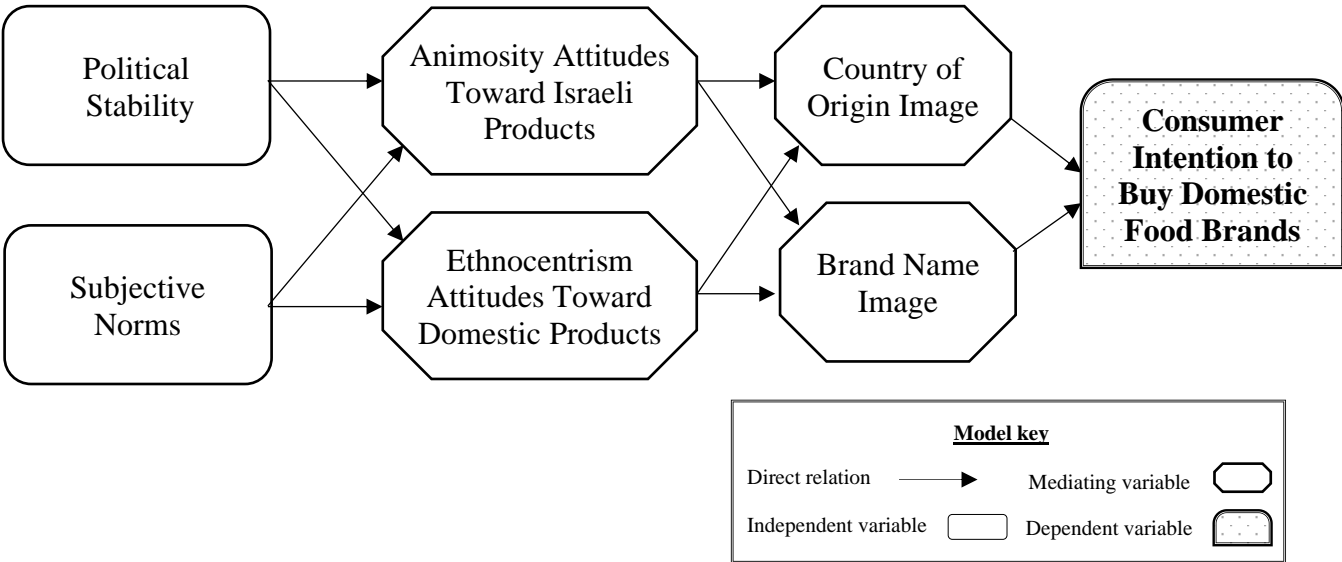 Political
Stability
Animosity Attitudes
Toward Israeli
Products
Country of
Origin Image
Consumer
Intention to
Buy Domestic
Food Brands
Subjective
Norms
Ethnocentrism
Attitudes Toward
Domestic Products
Brand Name
Image
Model key
Direct relation
Mediating variable
Independent variable
Dependent variable